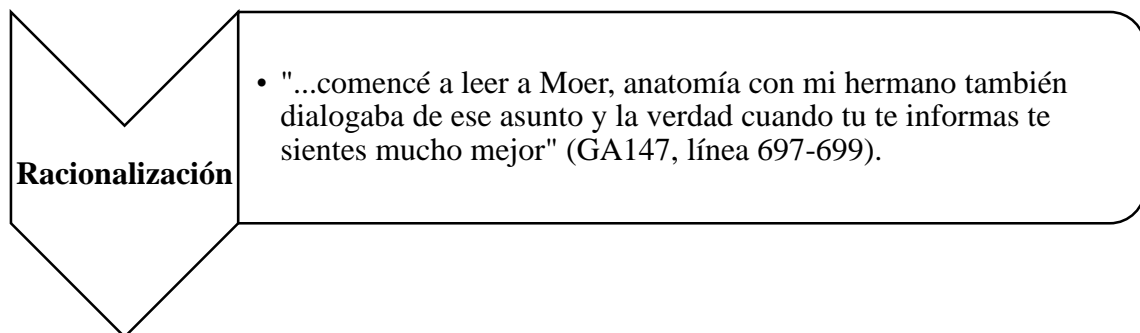 Racionalización
• "...comencé a leer a Moer, anatomía con mi hermano también
dialogaba de ese asunto y la verdad cuando tu te informas te
sientes mucho mejor" (GA147, línea 697-699).